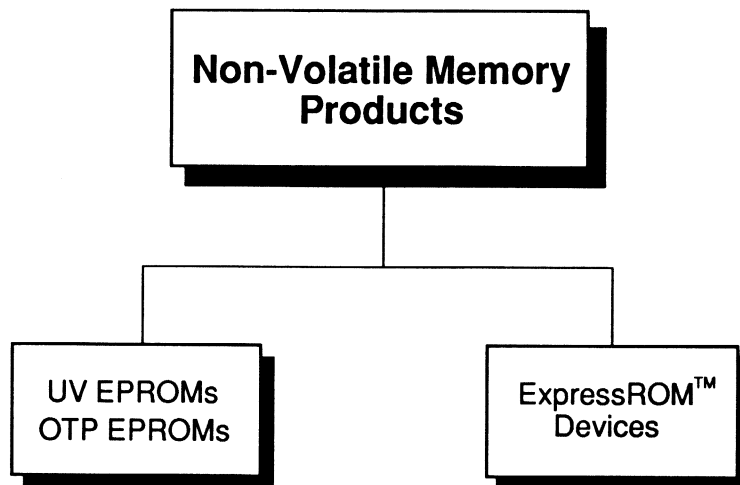 Non-Volatile Memory
Products
UV EPROMs
OTP EPROMs
ExpressROM™
Devices